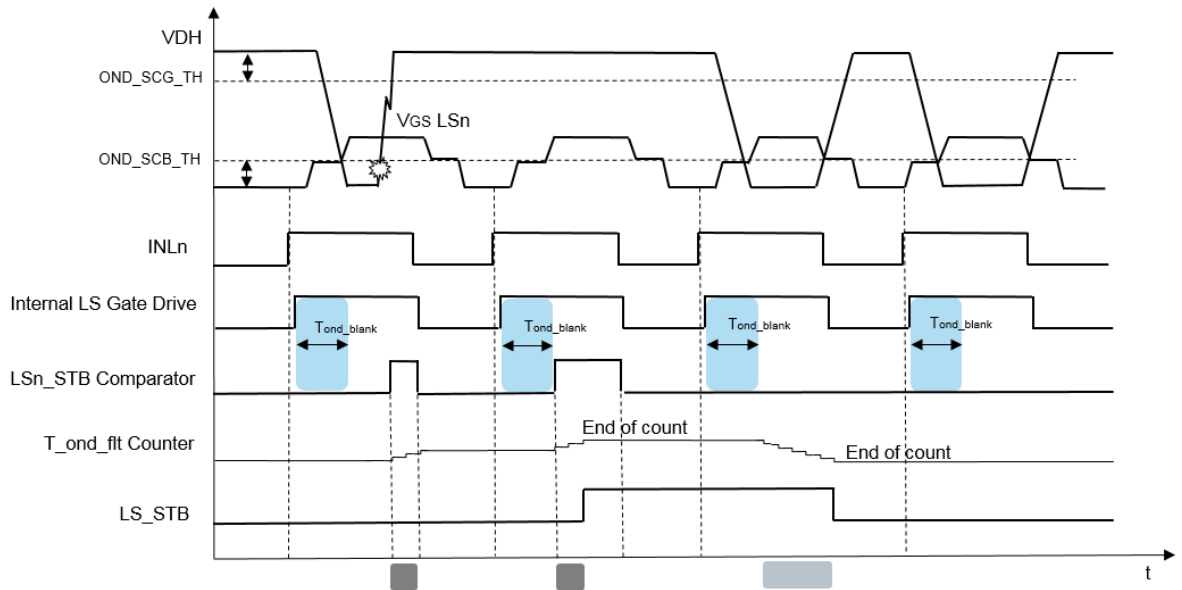 VDH
OND_SCG_TH
VGS LSn
OND_SCB_TH
INLn
Internal LS Gate Drive
Tond_blank
Tond_blank
Tond_blank
Tond_blank
LSn_STB Comparator
T_ond_flt Counter
End of count
End of count
LS_STB
t